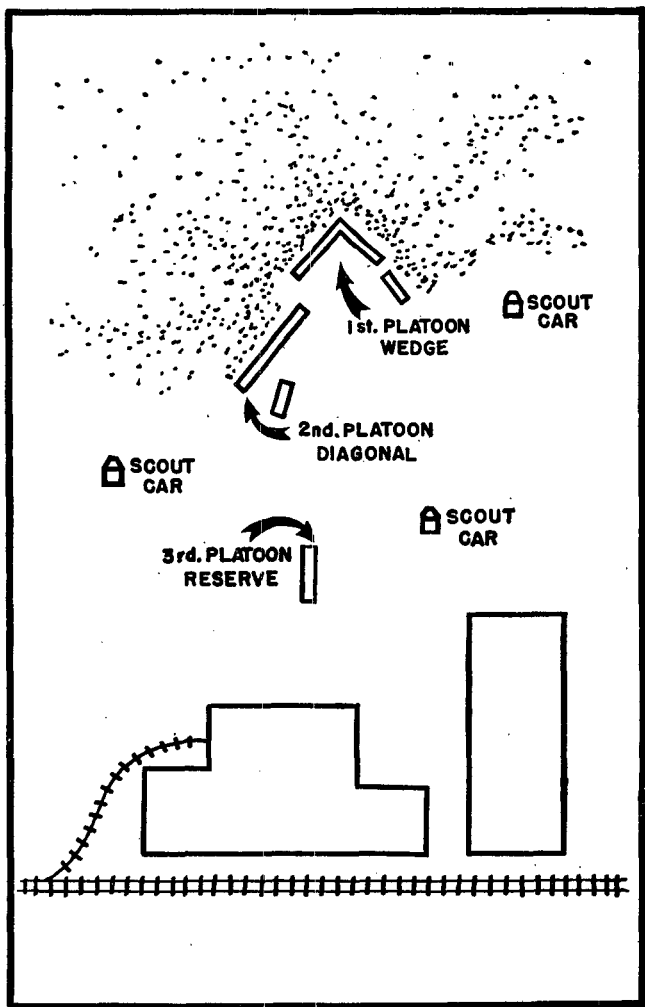 SCOUT
CAR
1st. PLATOON
WEDGE
2nd. PLATOON
DIAGONAL
SCOUT
CAR
SCOUT
CAR
3rd. PLATOON
RESERVE